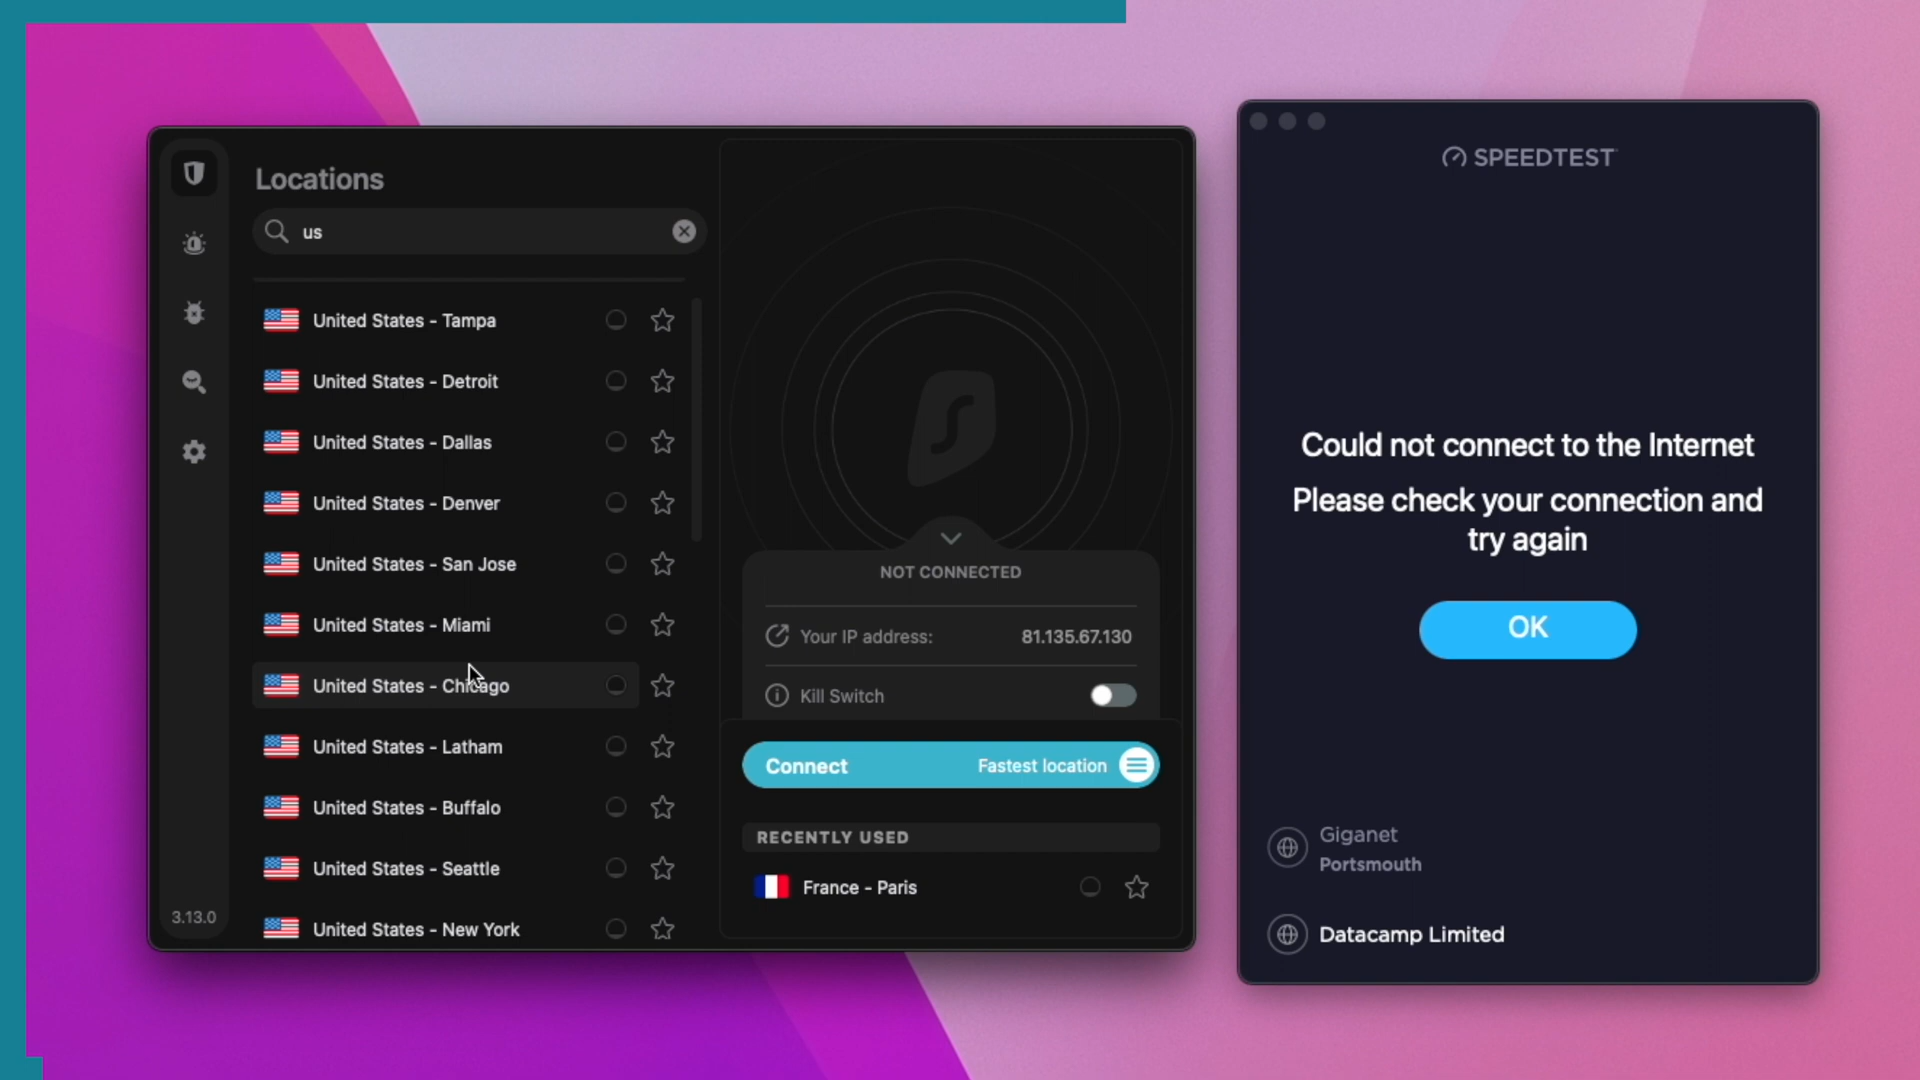 Locations
us
United States - Tampa
United States - Detroit
United States - Dallas
United States - Denver
United States - San Jose
United States - Miami
United States - Chicago
United States - Latham
United States - Buffalo
United States - Seattle
United States - New York
3.13.0
NOT CONNECTED
Your IP address: 81.135.67.130
Kill Switch
Connect Fastest location
RECENTLY USED
France - Paris
SPEEDTEST
Could not connect to the Internet
Please check your connection and
try again
OK
Giganet
Portsmouth
Datacamp Limited